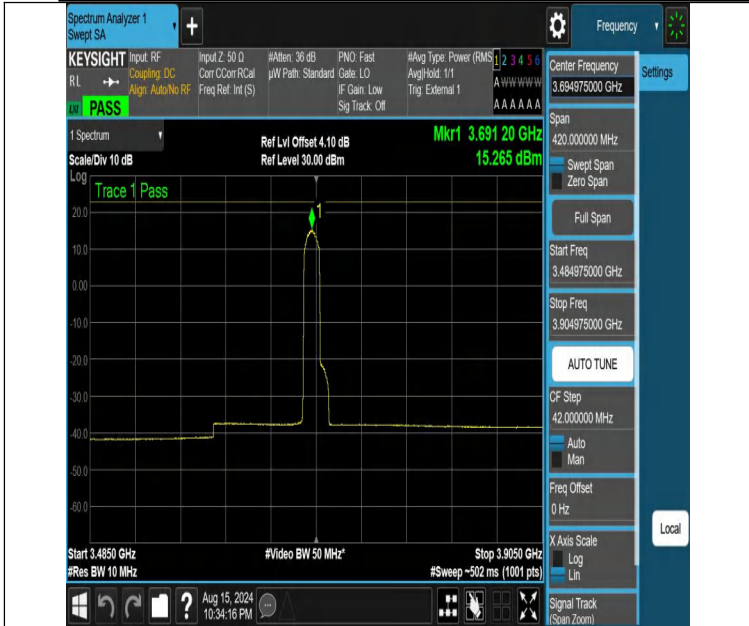 Spectrum Analyzer 1
Swept SA
+
Frequency
KEYSIGHT
RL
LXI
PASS
Input: RF
Coupling: DC
Align: Auto/No RF
Input Z: 50 Ω
Corr CCorr RCal
Freq Ref: Int (S)
#Atten: 36 dB
µW Path: Standard
PNO: Fast
Gate: LO
IF Gain: Low
Sig Track: Off
#Avg Type: Power (RMS
Avg|Hold: 1/1
Trig: External 1
1 2 3 4 5 6
A W W W W W
A A A A A A
1 Spectrum
Scale/Div 10 dB
Log
Ref Lvl Offset 4.10 dB
Ref Level 30.00 dBm
Mkr1 3.691 20 GHz
15.265 dBm
Trace 1 Pass
1
20.0
10.0
0.00
-10.0
-20.0
-30.0
-40.0
-50.0
-60.0
Start 3.4850 GHz
#Res BW 10 MHz
#Video BW 50 MHz*
Stop 3.9050 GHz
#Sweep ~502 ms (1001 pts)
Aug 15, 2024
10:34:16 PM
?
Center Frequency
3.694975000 GHz
Settings
Span
420.000000 MHz
Swept Span
Zero Span
Full Span
Start Freq
3.484975000 GHz
Stop Freq
3.904975000 GHz
AUTO TUNE
CF Step
42.000000 MHz
Auto
Man
Freq Offset
0 Hz
X Axis Scale
Log
Lin
Local
Signal Track
(Span Zoom)